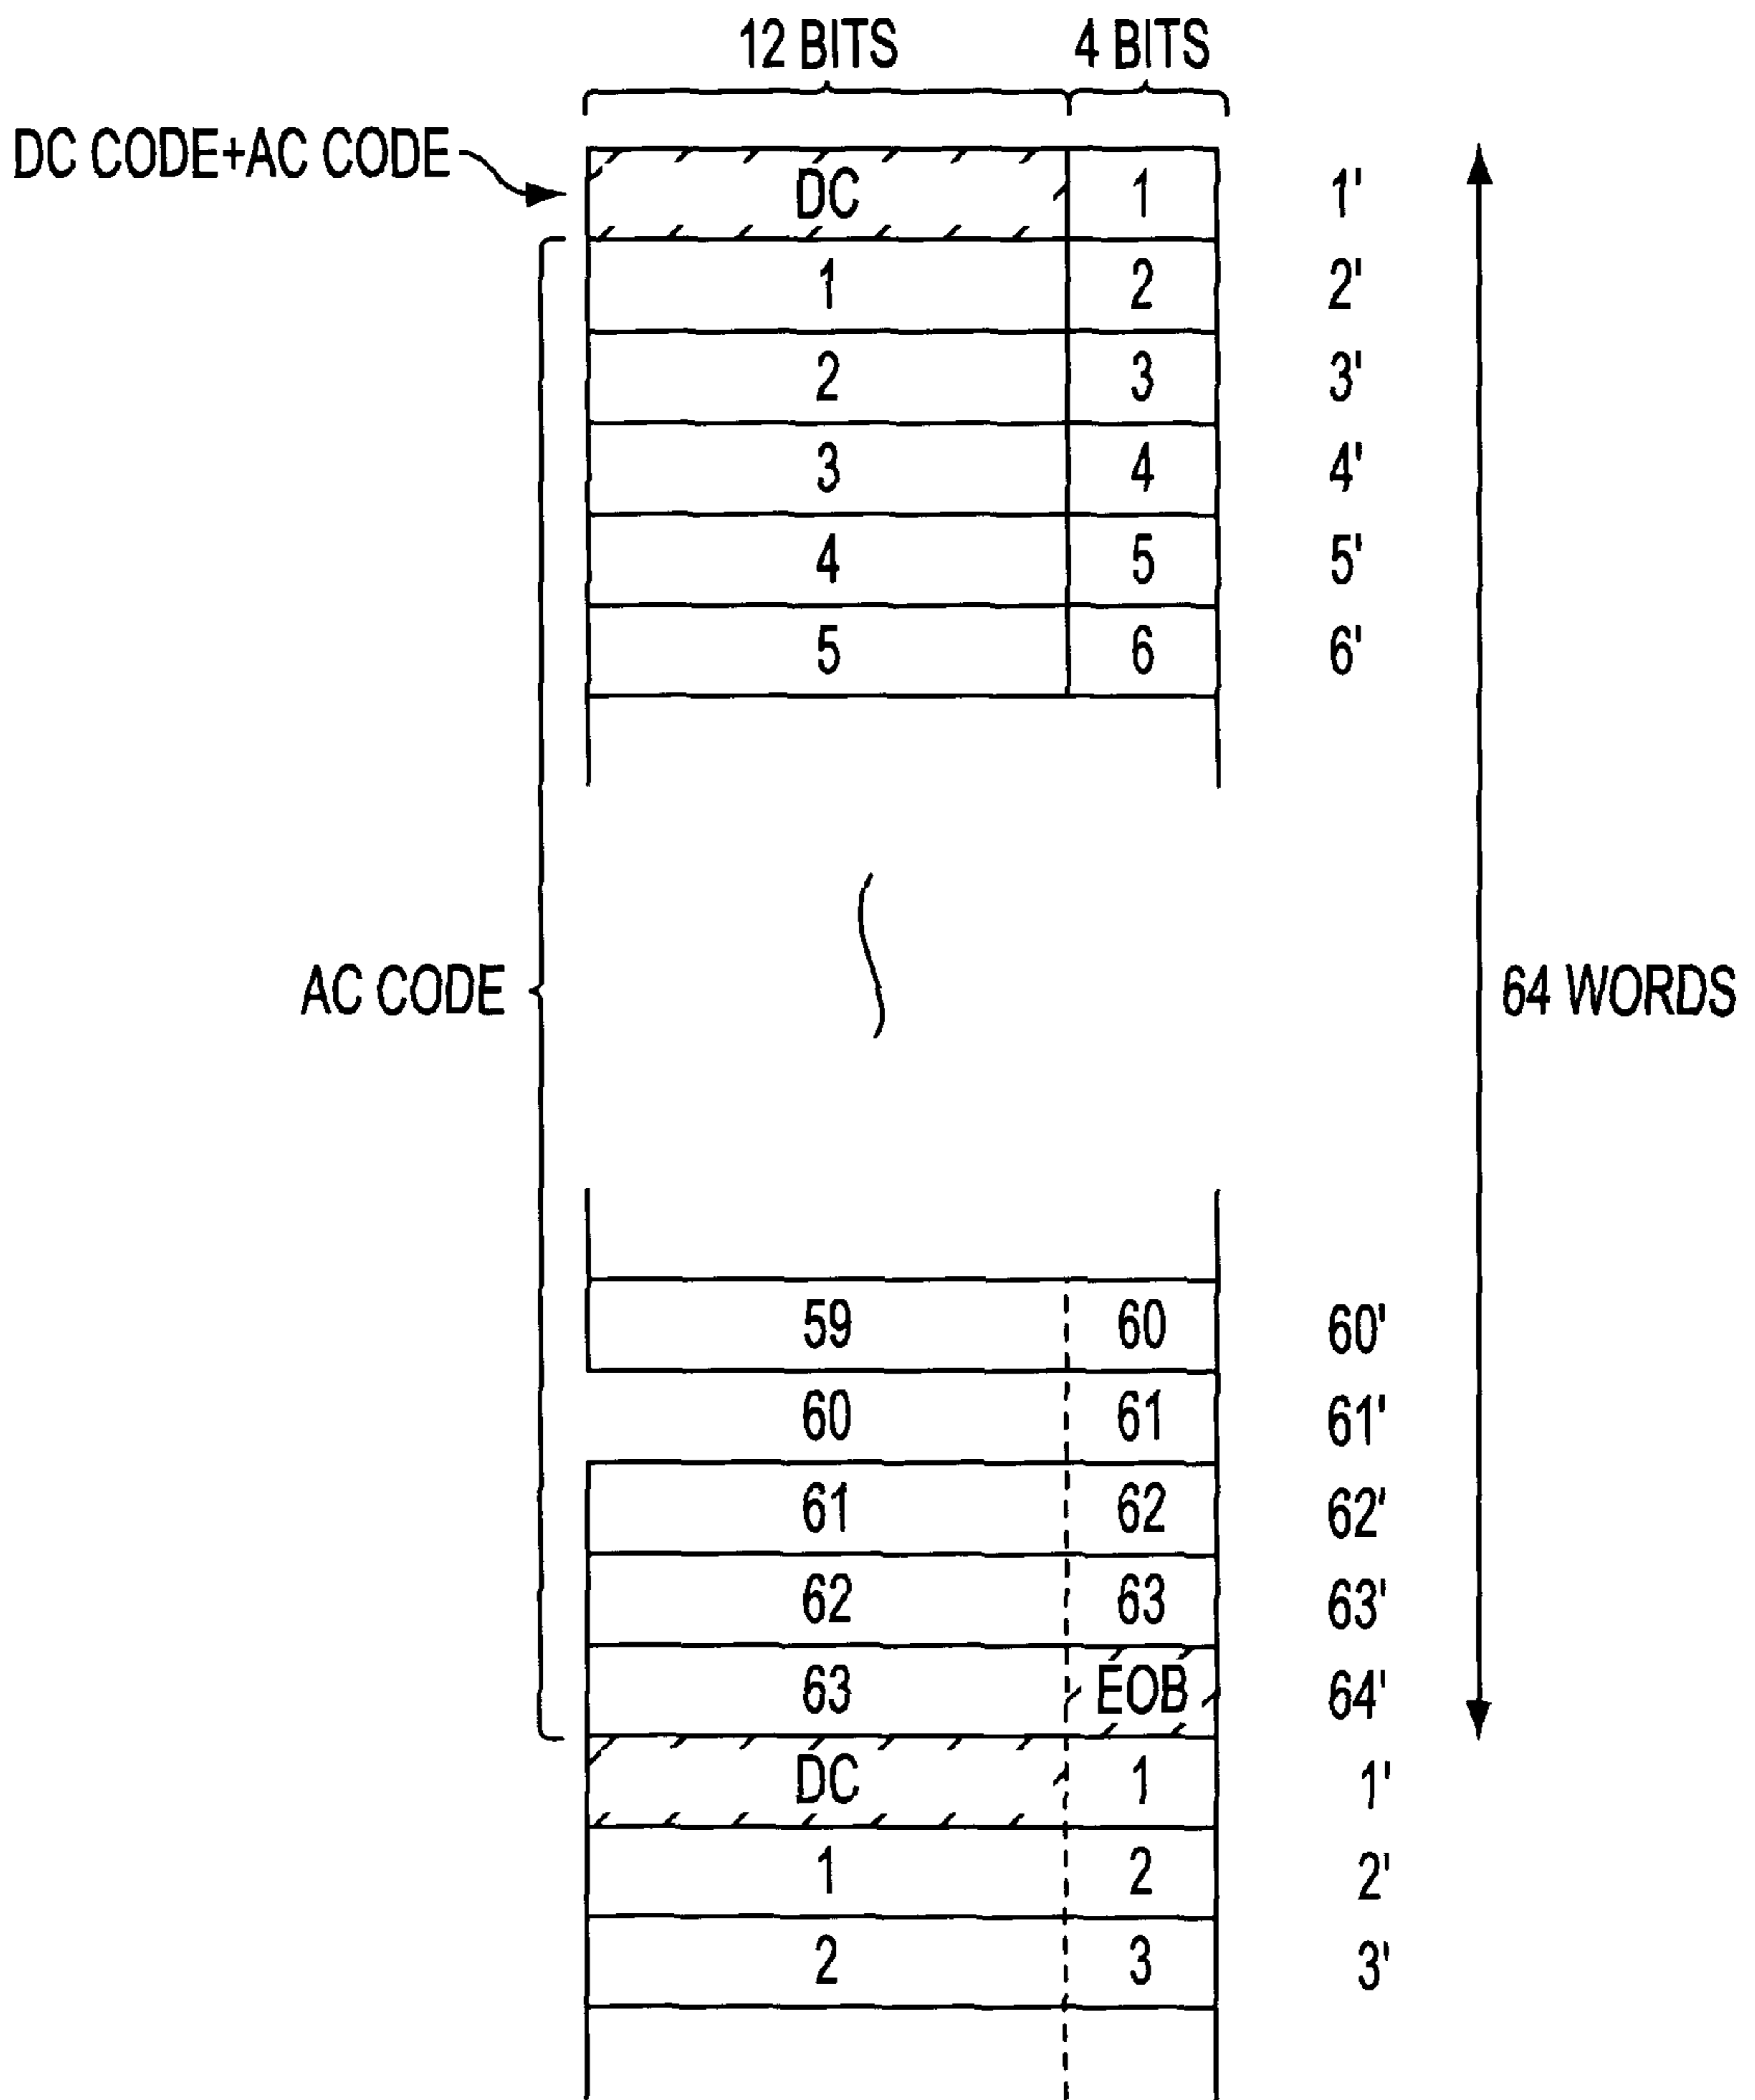 12 BITS 4 BITS
DC CODE+AC CODE
DC 1 1'
1 2 2'
2 3 3'
3 4 4'
4 5 5'
5 6 6'
AC CODE
64 WORDS
59 60 60'
60 61 61'
61 62 62'
62 63 63'
63 EOB 64'
DC 1 1'
1 2 2'
2 3 3'